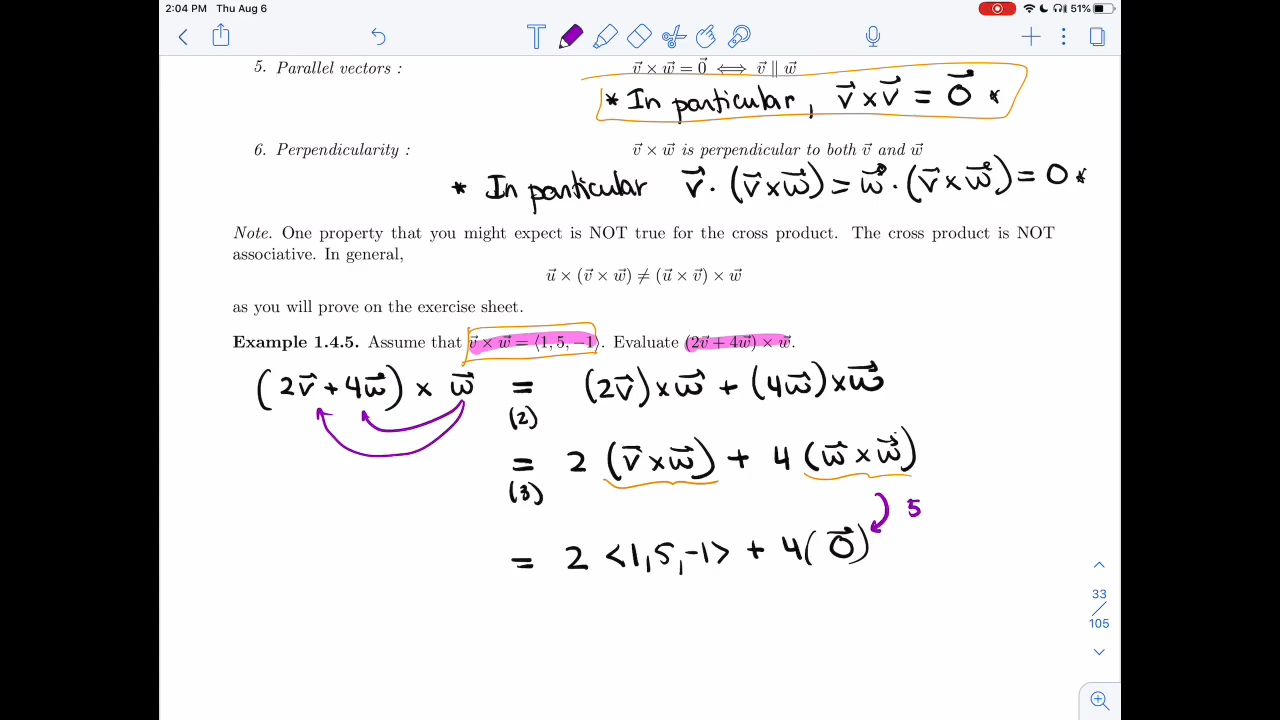 2:04 PM Thu Aug 6 51%
5. Parallel vectors : v⃗ × w⃗ = 0⃗ ⟺ v⃗ ∥ w⃗
* In particular, v⃗ × v⃗ = 0⃗ *
6. Perpendicularity : v⃗ × w⃗ is perpendicular to both v⃗ and w⃗
* In particular v⃗ · (v⃗ × w⃗) = w⃗ · (v⃗ × w⃗) = 0 *
Note. One property that you might expect is NOT true for the cross product. The cross product is NOT
associative. In general,
u⃗ × (v⃗ × w⃗) ≠ (u⃗ × v⃗) × w⃗
as you will prove on the exercise sheet.
Example 1.4.5. Assume that v⃗ × w⃗ = ⟨1, 5, −1⟩. Evaluate (2v⃗ + 4w⃗) × w⃗.
(2v⃗ + 4w⃗) × w⃗ = (2v⃗) × w⃗ + (4w⃗) × w⃗
(2)
= 2 (v⃗ × w⃗) + 4 (w⃗ × w⃗)
(3)
5
= 2 <1, 5, -1> + 4( 0⃗ )
33
105